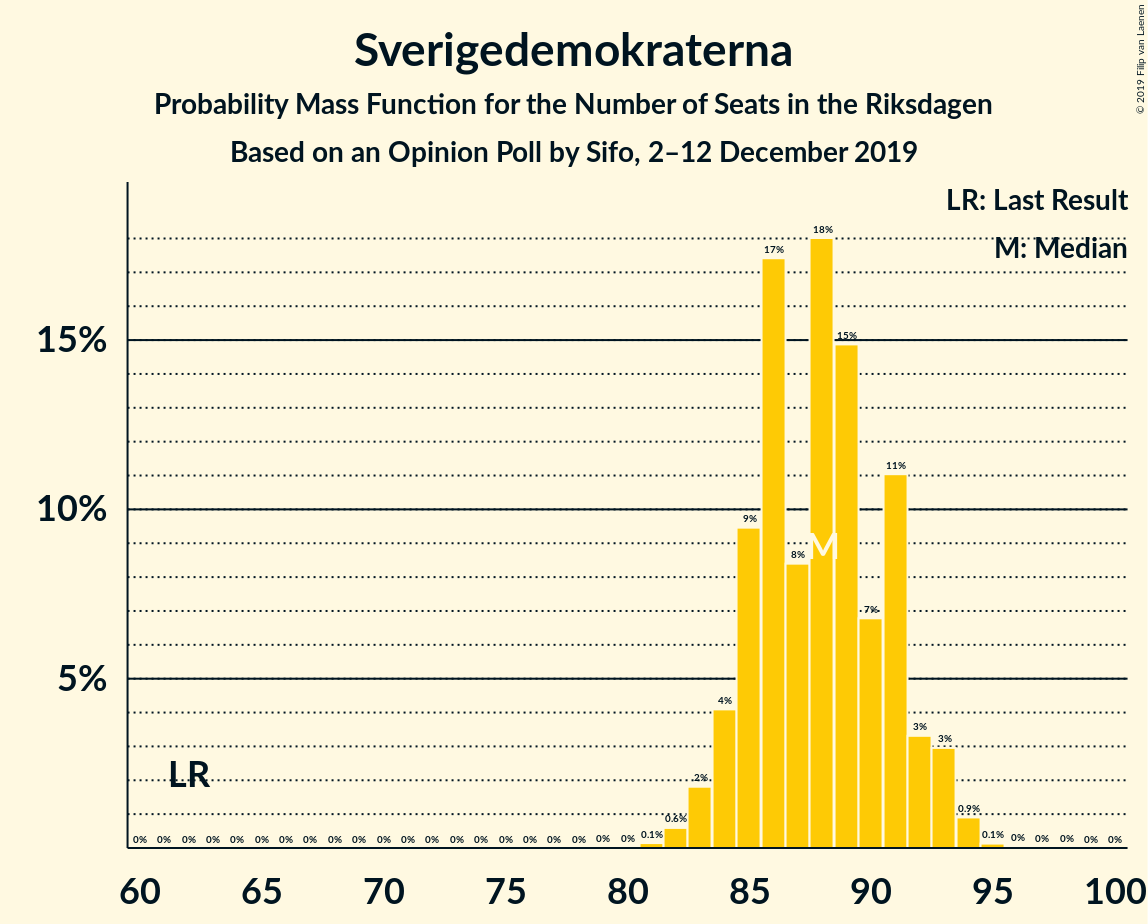 Sverigedemokraterna
Probability Mass Function for the Number of Seats in the Riksdagen
Based on an Opinion Poll by Sifo, 2–12 December 2019
© 2019 Filip van Laenen
LR: Last Result
M: Median
18%
17%
15%
15%
11%
10%
9%
8%
M
7%
5%
4%
3%
3%
LR
2%
0.9%
0.6%
0.1%
0.1%
0% 0% 0% 0% 0% 0% 0% 0% 0% 0% 0% 0% 0% 0% 0% 0% 0% 0% 0% 0% 0% 0% 0% 0% 0% 0%
60 65 70 75 80 85 90 95 100